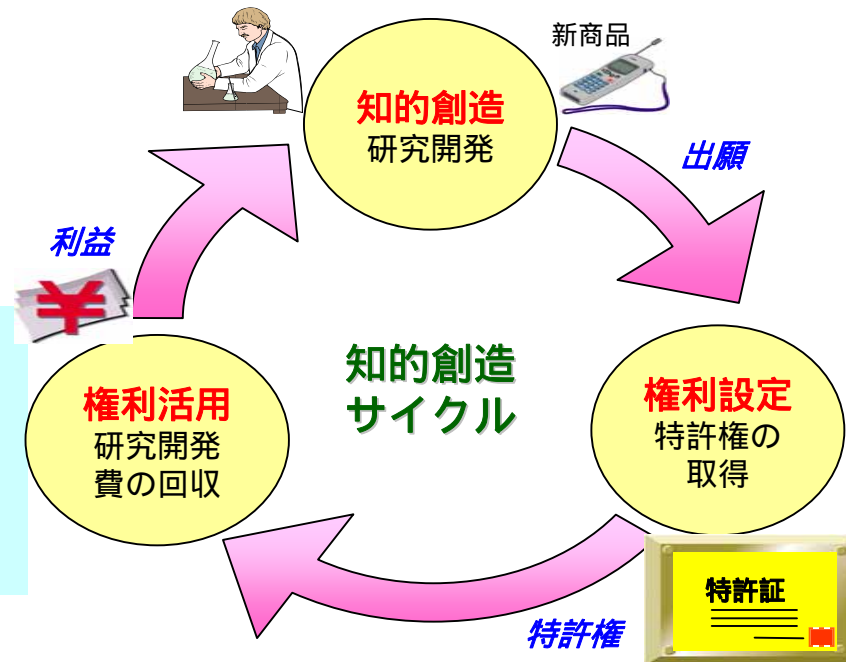 新商品
知的創造
研究開発
出願
利益
¥
知的創造
サイクル
権利活用
研究開発
費の回収
権利設定
特許権の
取得
特許証
特許権